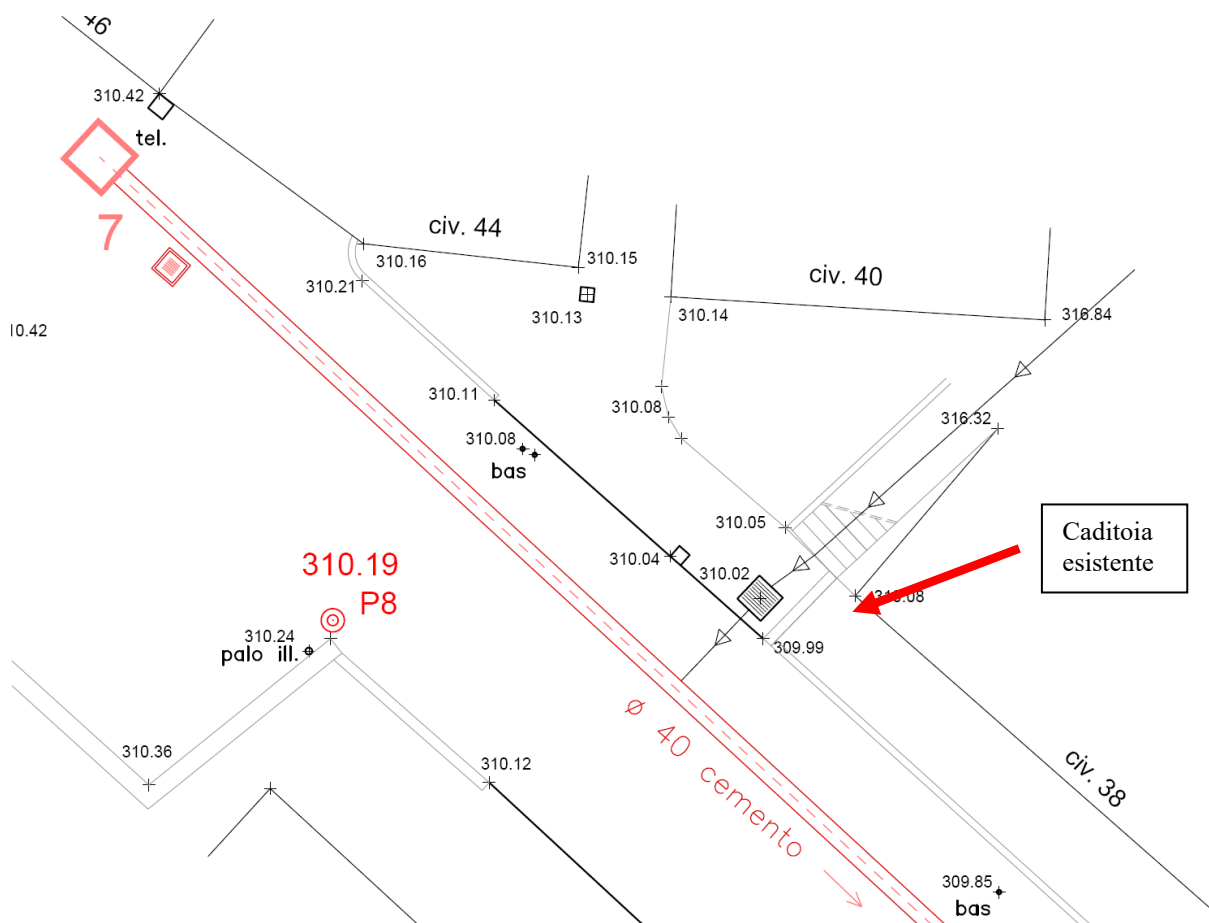 46
310.42
tel.
7
civ. 44
310.16
310.15
310.21
310.13
civ. 40
310.14
316.84
10.42
310.11
310.08
316.32
310.08
bas
310.05
Caditoia
esistente
310.04
310.02
310.19
P8
310.24
palo ill.
309.99
ø 40 cemento
310.36
310.12
civ. 38
309.85
bas